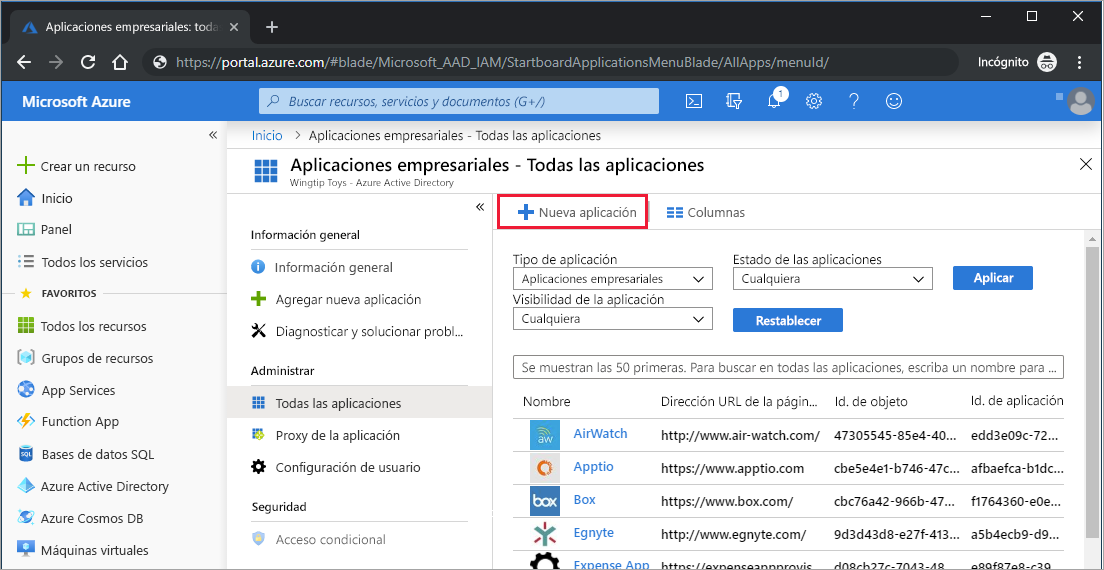 Aplicaciones empresariales: toda
https://portal.azure.com/#blade/Microsoft_AAD_IAM/StartboardApplicationsMenuBlade/AllApps/menuId/
Incógnito
Microsoft Azure
Buscar recursos, servicios y documentos (G+/)
1
Inicio > Aplicaciones empresariales - Todas las aplicaciones
Aplicaciones empresariales - Todas las aplicaciones
Wingtip Toys - Azure Active Directory
Crear un recurso
Inicio
Panel
Todos los servicios
FAVORITOS
Todos los recursos
Grupos de recursos
App Services
Function App
Bases de datos SQL
Azure Active Directory
Azure Cosmos DB
Máquinas virtuales
Información general
Información general
Agregar nueva aplicación
Diagnosticar y solucionar probl...
Administrar
Todas las aplicaciones
Proxy de la aplicación
Configuración de usuario
Seguridad
Acceso condicional
Nueva aplicación
Columnas
Tipo de aplicación
Aplicaciones empresariales
Estado de las aplicaciones
Cualquiera
Aplicar
Visibilidad de la aplicación
Cualquiera
Restablecer
Se muestran las 50 primeras. Para buscar en todas las aplicaciones, escriba un nombre para ...
Nombre Dirección URL de la págin... Id. de objeto Id. de aplicación
aw AirWatch http://www.air-watch.com/ 47305545-85e4-40... edd3e09c-72...
Apptio https://www.apptio.com cbe5e4e1-b746-47c... afbaefca-b1dc...
box Box https://www.box.com/ cbc76a42-966b-47... f1764360-e0e...
Egnyte http://www.egnyte.com/ 9d3d43d8-e27f-413... a5b4ecb9-d9...
Expense App https://expenseapprovis... d08cb27c-7043-48... e89f87e8-c39...